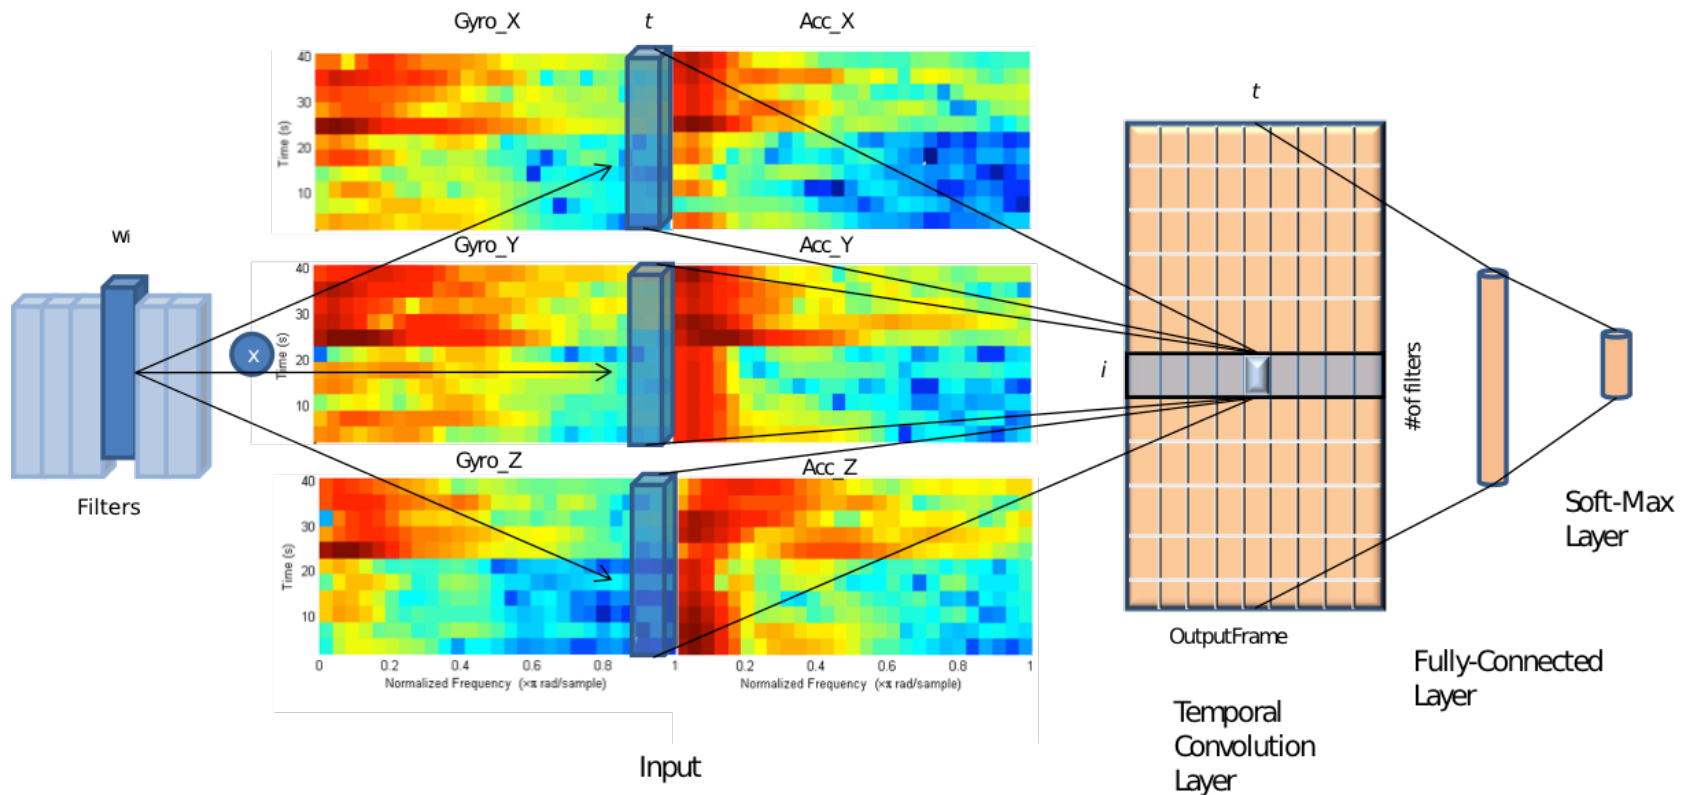 Gyro_X
t
Acc_X
40
30
20
10
Time (s)
t
wi
Gyro_Y
Acc_Y
40
30
20
10
Time (s)
x
i
#of filters
Filters
Gyro_Z
Acc_Z
40
30
20
10
Time (s)
0 0.2 0.4 0.6 0.8 1 0.2 0.4 0.6 0.8 1
Normalized Frequency (×π rad/sample)
Normalized Frequency (×π rad/sample)
Input
OutputFrame
Temporal
Convolution
Layer
Fully-Connected
Layer
Soft-Max
Layer